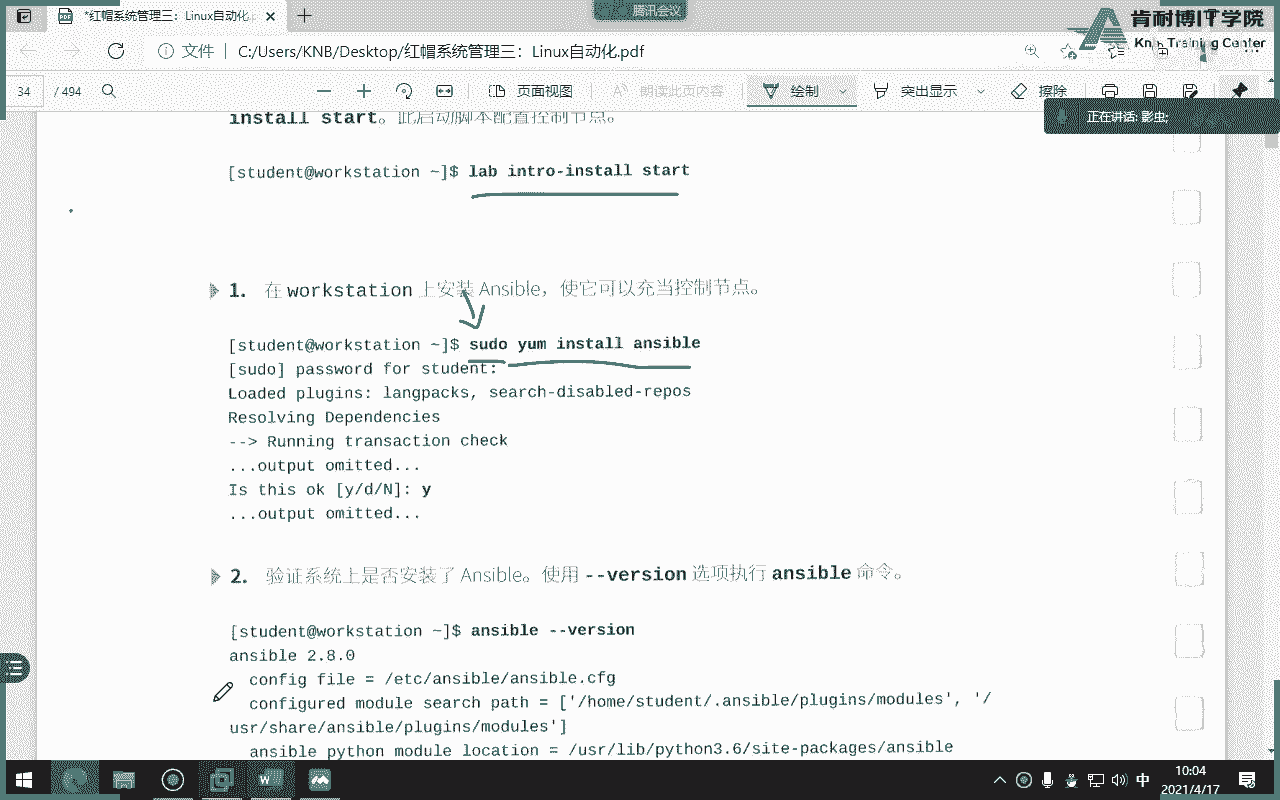 *红帽系统管理三：Linux自动化.p
腾讯会议
肯耐博IT学院
KnB Training Center
文件
C:/Users/KNB/Desktop/红帽系统管理三：Linux自动化.pdf
34 / 494
页面视图
朗读此页内容
绘制
突出显示
擦除
正在讲话: 影虫;
install start。此启动脚本配置控制节点。
[student@workstation ~]$ lab intro-install start
1. 在 workstation 上安装 Ansible，使它可以充当控制节点。
[student@workstation ~]$ sudo yum install ansible
[sudo] password for student:
Loaded plugins: langpacks, search-disabled-repos
Resolving Dependencies
--> Running transaction check
...output omitted...
Is this ok [y/d/N]: y
...output omitted...
2. 验证系统上是否安装了 Ansible。使用 --version 选项执行 ansible 命令。
[student@workstation ~]$ ansible --version
ansible 2.8.0
config file = /etc/ansible/ansible.cfg
configured module search path = ['/home/student/.ansible/plugins/modules', '/
usr/share/ansible/plugins/modules']
ansible python module location = /usr/lib/python3.6/site-packages/ansible
中
10:04
2021/4/17